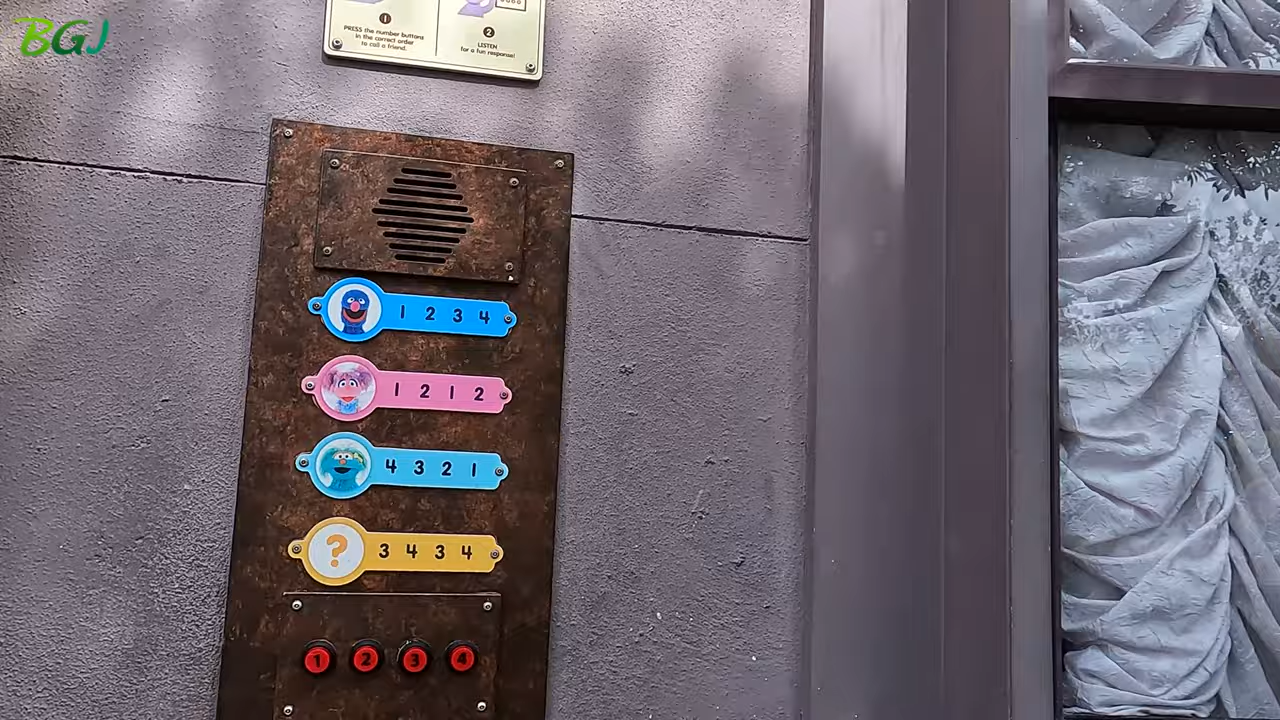 BGJ
1
PRESS the number buttons
in the correct order
to call a friend.
2
LISTEN
for a fun response!
1 2 3 4
1 2 1 2
4 3 2 1
?
3 4 3 4
1 2 3 4